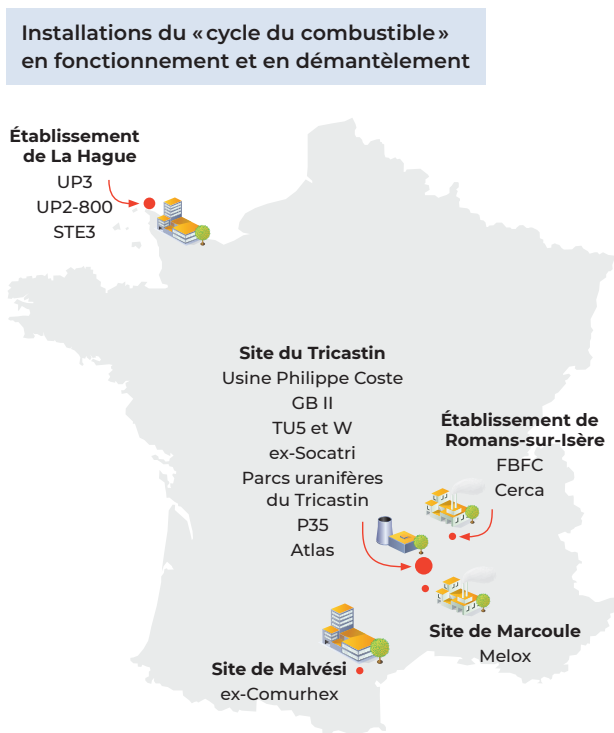 Installations du «cycle du combustible»
en fonctionnement et en démantèlement
Établissement
de La Hague
UP3
UP2-800
STE3
Site du Tricastin
Usine Philippe Coste
GB II
TU5 et W
ex-Socatri
Parcs uranifères
du Tricastin
P35
Atlas
Établissement de
Romans-sur-Isère
FBFC
Cerca
Site de Marcoule
Melox
Site de Malvési
ex-Comurhex